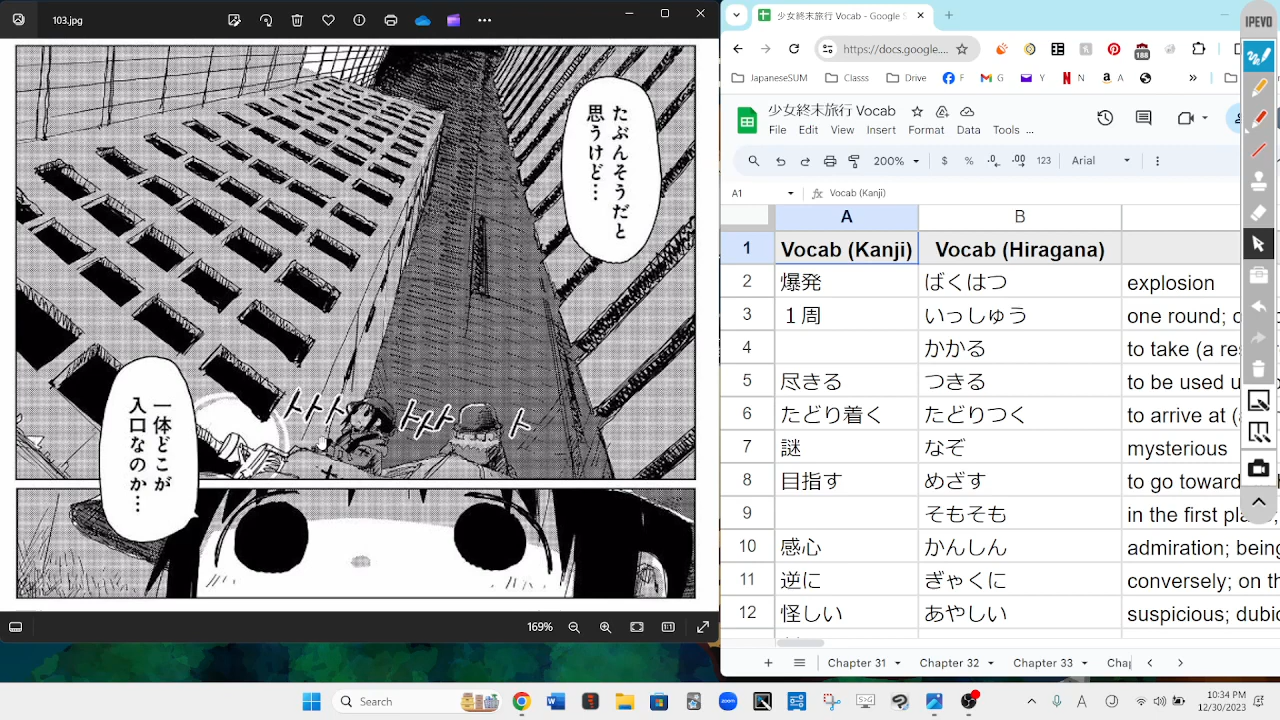 103.jpg
たぶんそうだと
思うけど…
トトト
トトト
ト
一体どこが
入口なのか…
169%
1:1
少女終末旅行 Vocab - Google S
https://docs.google....
188
JapaneseSUM
Classs
Drive
F
G
Y
N
A
»
少女終末旅行 Vocab
File Edit View Insert Format Data Tools ...
200%
$ % .0 .00 123 Arial
A1
fx Vocab (Kanji)
A B
1 Vocab (Kanji) Vocab (Hiragana)
2 爆発 ばくはつ explosion
3 １周 いっしゅう one round;
4 かかる to take (a
5 尽きる つきる to be used
6 たどり着く たどりつく to arrive at
7 謎 なぞ mysterious
8 目指す めざす to go
9 そもそも in the first
10 感心 かんしん admiration;
11 逆に ぎゃくに conversely; on
12 怪しい あやしい suspicious;
Chapter 31 Chapter 32 Chapter 33
IPEVO
Search
zoom
A
10:34 PM
12/30/2023